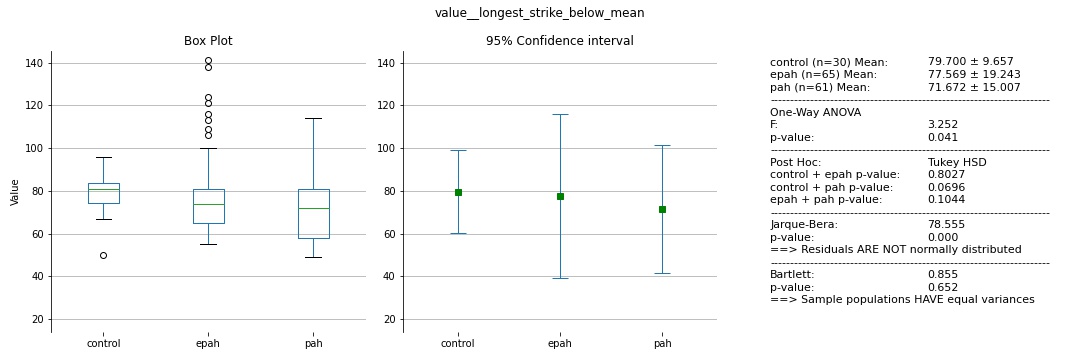 value__longest_strike_below_mean
Box Plot
95% Confidence interval
Value
140
120
100
80
60
40
20
control
epah
pah
140
120
100
80
60
40
20
control
epah
pah
control (n=30) Mean: 79.700 ± 9.657
epah (n=65) Mean: 77.569 ± 19.243
pah (n=61) Mean: 71.672 ± 15.007
One-Way ANOVA
F: 3.252
p-value: 0.041
Post Hoc: Tukey HSD
control + epah p-value: 0.8027
control + pah p-value: 0.0696
epah + pah p-value: 0.1044
Jarque-Bera: 78.555
p-value: 0.000
==> Residuals ARE NOT normally distributed
Bartlett: 0.855
p-value: 0.652
==> Sample populations HAVE equal variances